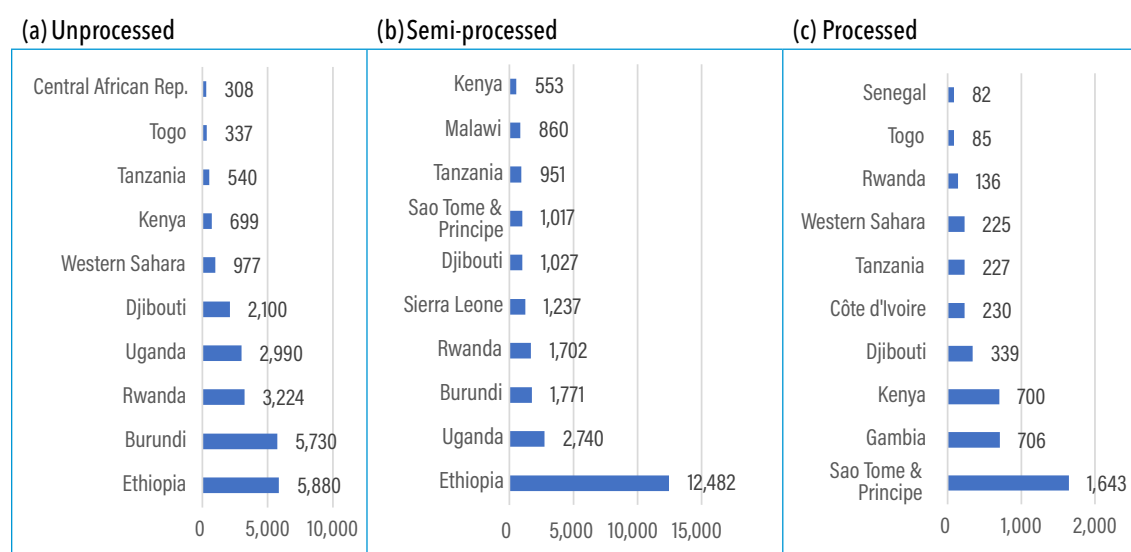 (a) Unprocessed
Central African Rep. 308
Togo 337
Tanzania 540
Kenya 699
Western Sahara 977
Djibouti 2,100
Uganda 2,990
Rwanda 3,224
Burundi 5,730
Ethiopia 5,880
0 5,000 10,000
(b) Semi-processed
Kenya 553
Malawi 860
Tanzania 951
Sao Tome &
Principe 1,017
Djibouti 1,027
Sierra Leone 1,237
Rwanda 1,702
Burundi 1,771
Uganda 2,740
Ethiopia 12,482
0 5,000 10,000 15,000
(c) Processed
Senegal 82
Togo 85
Rwanda 136
Western Sahara 225
Tanzania 227
Côte d'Ivoire 230
Djibouti 339
Kenya 700
Gambia 706
Sao Tome &
Principe 1,643
0 1,000 2,000